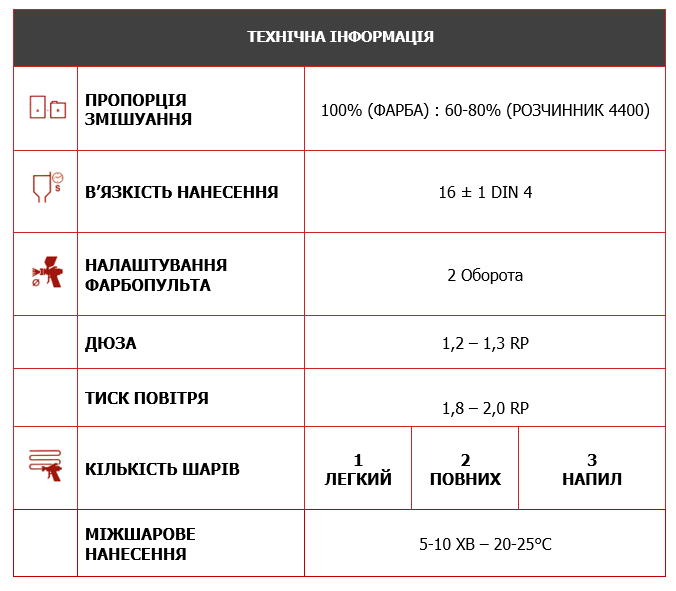 ТЕХНІЧНА ІНФОРМАЦІЯ
ПРОПОРЦІЯ
ЗМІШУАННЯ
100% (ФАРБА) : 60-80% (РОЗЧИННИК 4400)
S
В’ЯЗКІСТЬ НАНЕСЕННЯ
16 ± 1 DIN 4
Ø
НАЛАШТУВАННЯ
ФАРБОПУЛЬТА
2 Оборота
ДЮЗА
1,2 – 1,3 RP
ТИСК ПОВІТРЯ
1,8 – 2,0 RP
КІЛЬКІСТЬ ШАРІВ
1
ЛЕГКИЙ
2
ПОВНИХ
3
НАПИЛ
МІЖШАРОВЕ
НАНЕСЕННЯ
5-10 ХВ – 20-25°C